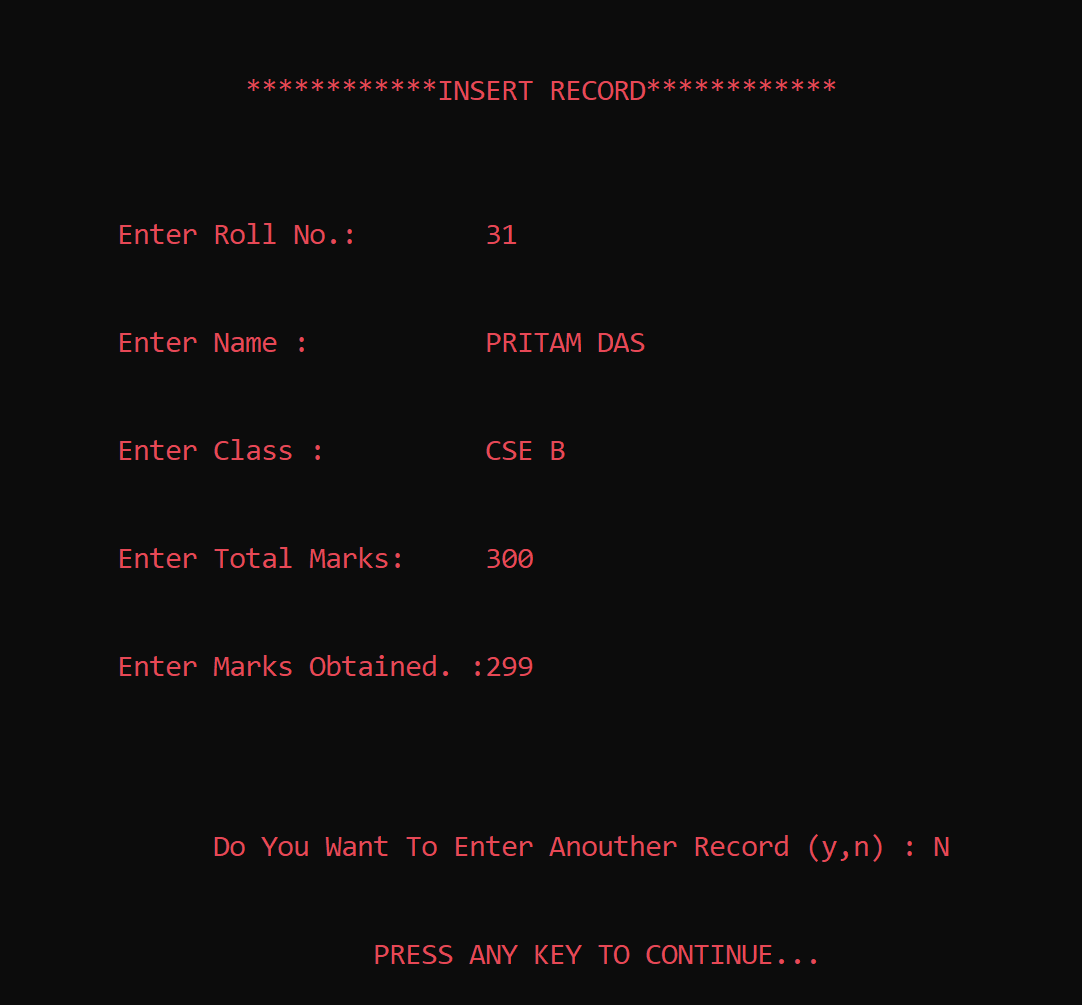 ************INSERT RECORD************
Enter Roll No.: 31
Enter Name : PRITAM DAS
Enter Class : CSE B
Enter Total Marks: 300
Enter Marks Obtained. :299
Do You Want To Enter Anouther Record (y,n) : N
PRESS ANY KEY TO CONTINUE...